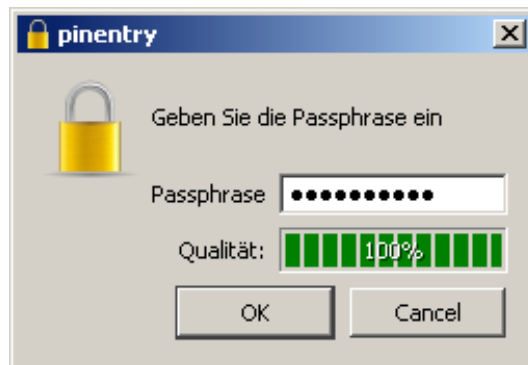 pinentry
Geben Sie die Passphrase ein
Passphrase ●●●●●●●●●●
Qualität: 100%
OK Cancel